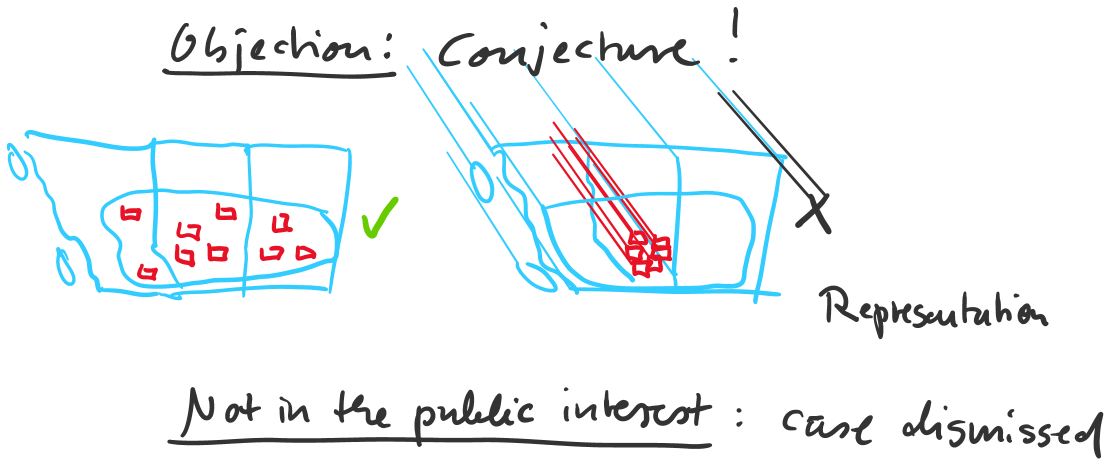 Objection: Conjecture!
Representation
Not in the public interest: case dismissed